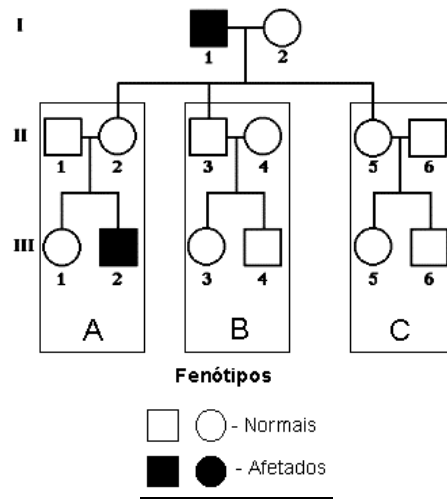 I
1 2
II
1 2 3 4 5 6
III
1 2 3 4 5 6
A B C
Fenótipos
- Normais
- Afetados